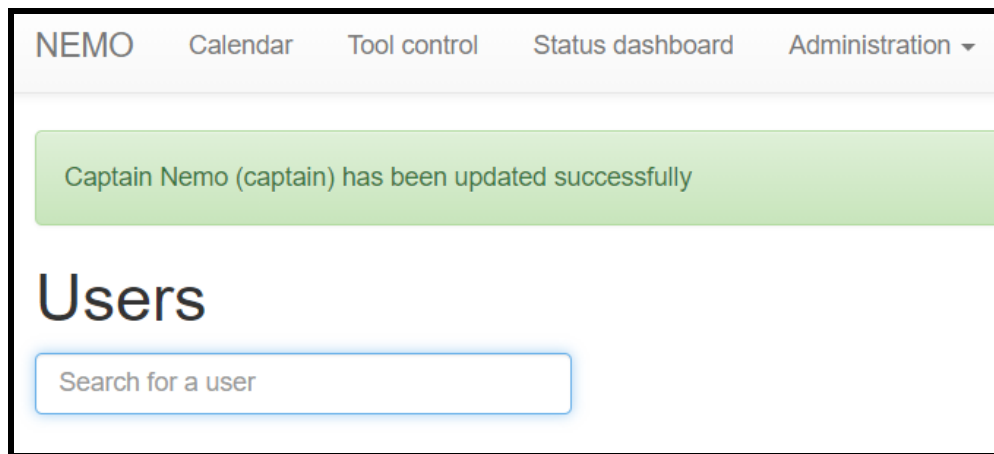 NEMO Calendar Tool control Status dashboard Administration
Captain Nemo (captain) has been updated successfully
Users
Search for a user